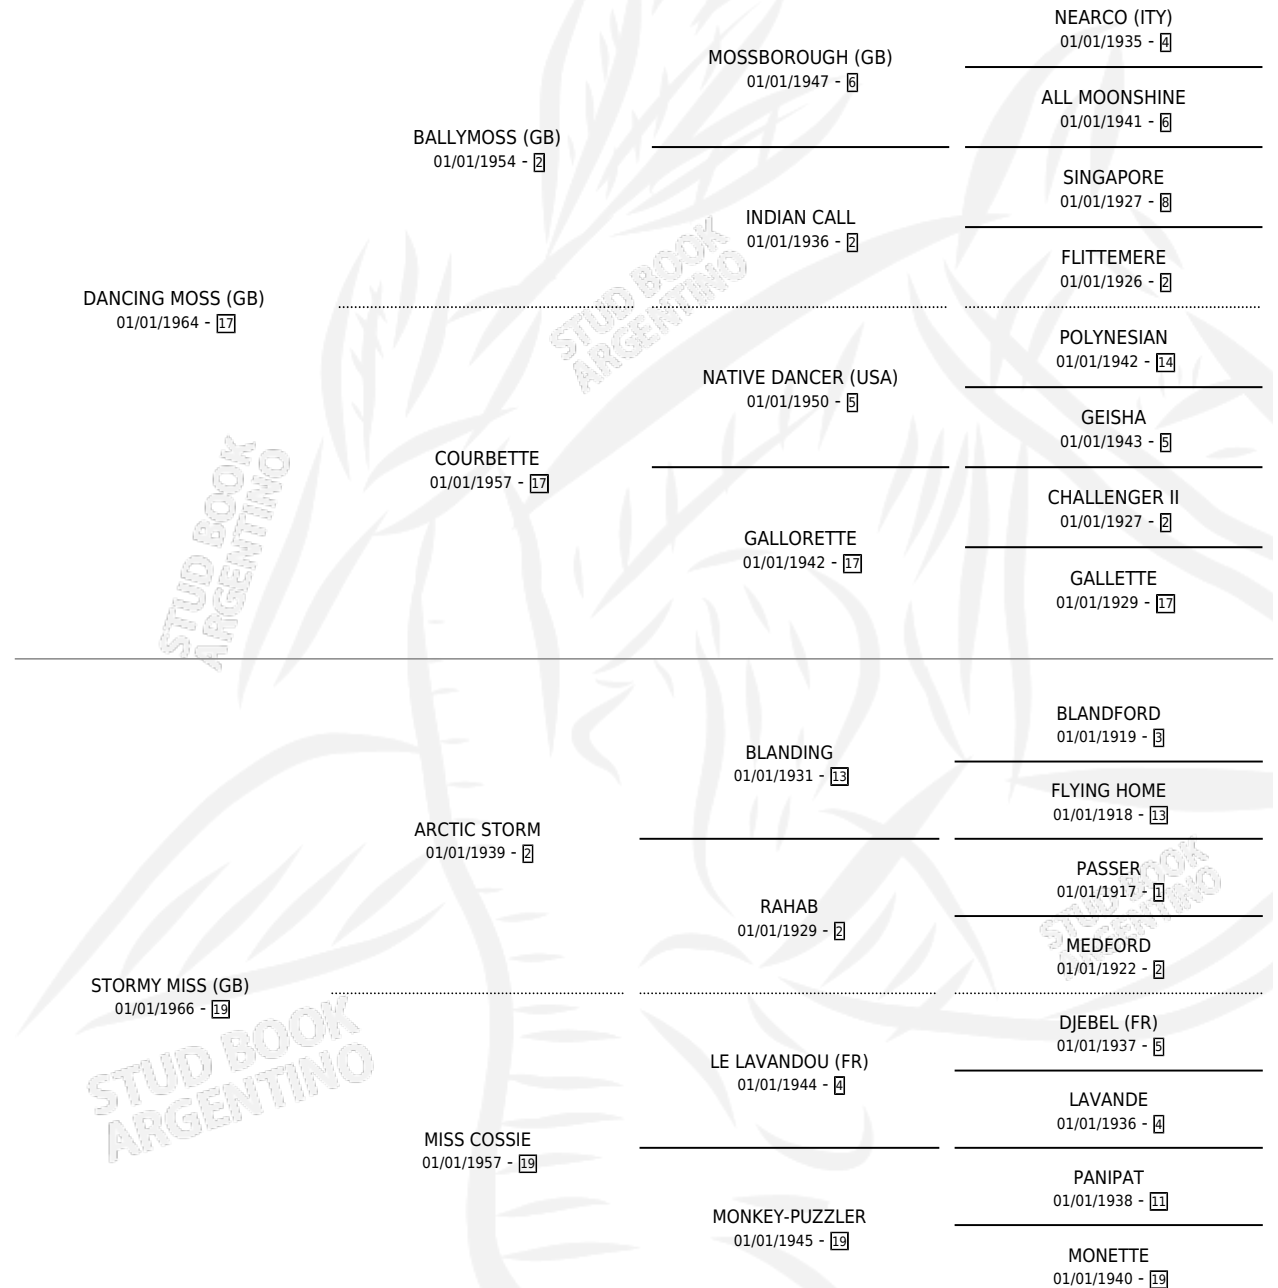 NEARCO (ITY)
01/01/1935 - 4
MOSSBOROUGH (GB)
01/01/1947 - 6
ALL MOONSHINE
01/01/1941 - 6
BALLYMOSS (GB)
01/01/1954 - 2
SINGAPORE
01/01/1927 - 8
INDIAN CALL
01/01/1936 - 2
FLITTEMERE
01/01/1926 - 2
DANCING MOSS (GB)
01/01/1964 - 17
POLYNESIAN
01/01/1942 - 14
NATIVE DANCER (USA)
01/01/1950 - 5
GEISHA
01/01/1943 - 5
COURBETTE
01/01/1957 - 17
CHALLENGER II
01/01/1927 - 2
GALLORETTE
01/01/1942 - 17
GALLETTE
01/01/1929 - 17
BLANDFORD
01/01/1919 - 3
BLANDING
01/01/1931 - 13
FLYING HOME
01/01/1918 - 13
ARCTIC STORM
01/01/1939 - 2
PASSER
01/01/1917 - 1
RAHAB
01/01/1929 - 2
MEDFORD
01/01/1922 - 2
STORMY MISS (GB)
01/01/1966 - 19
DJEBEL (FR)
01/01/1937 - 5
LE LAVANDOU (FR)
01/01/1944 - 4
LAVANDE
01/01/1936 - 4
MISS COSSIE
01/01/1957 - 19
PANIPAT
01/01/1938 - 11
MONKEY-PUZZLER
01/01/1945 - 19
MONETTE
01/01/1940 - 19
STUD BOOK
ARGENTINO
STUD BOOK
ARGENTINO
STUD BOOK
ARGENTINO
STUD BOOK
ARGENTINO